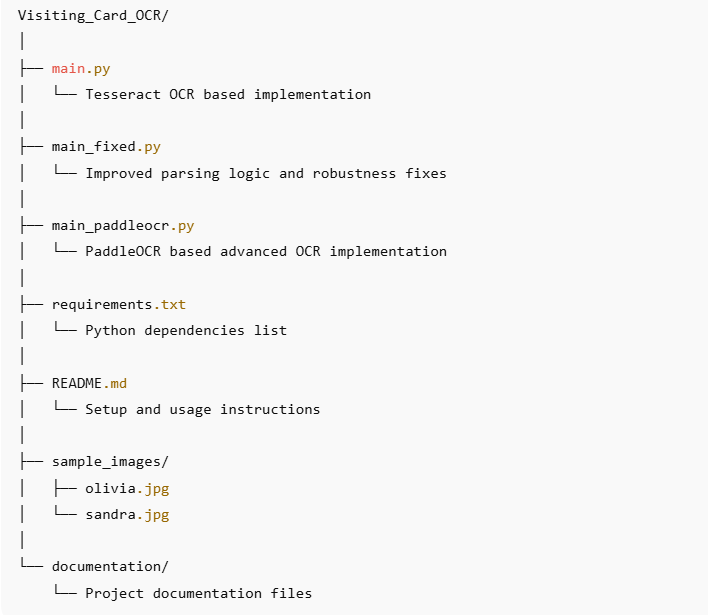 Visiting_Card_OCR/
│
├── main.py
│   └── Tesseract OCR based implementation
│
├── main_fixed.py
│   └── Improved parsing logic and robustness fixes
│
├── main_paddleocr.py
│   └── PaddleOCR based advanced OCR implementation
│
├── requirements.txt
│   └── Python dependencies list
│
├── README.md
│   └── Setup and usage instructions
│
├── sample_images/
│   ├── olivia.jpg
│   └── sandra.jpg
│
└── documentation/
    └── Project documentation files